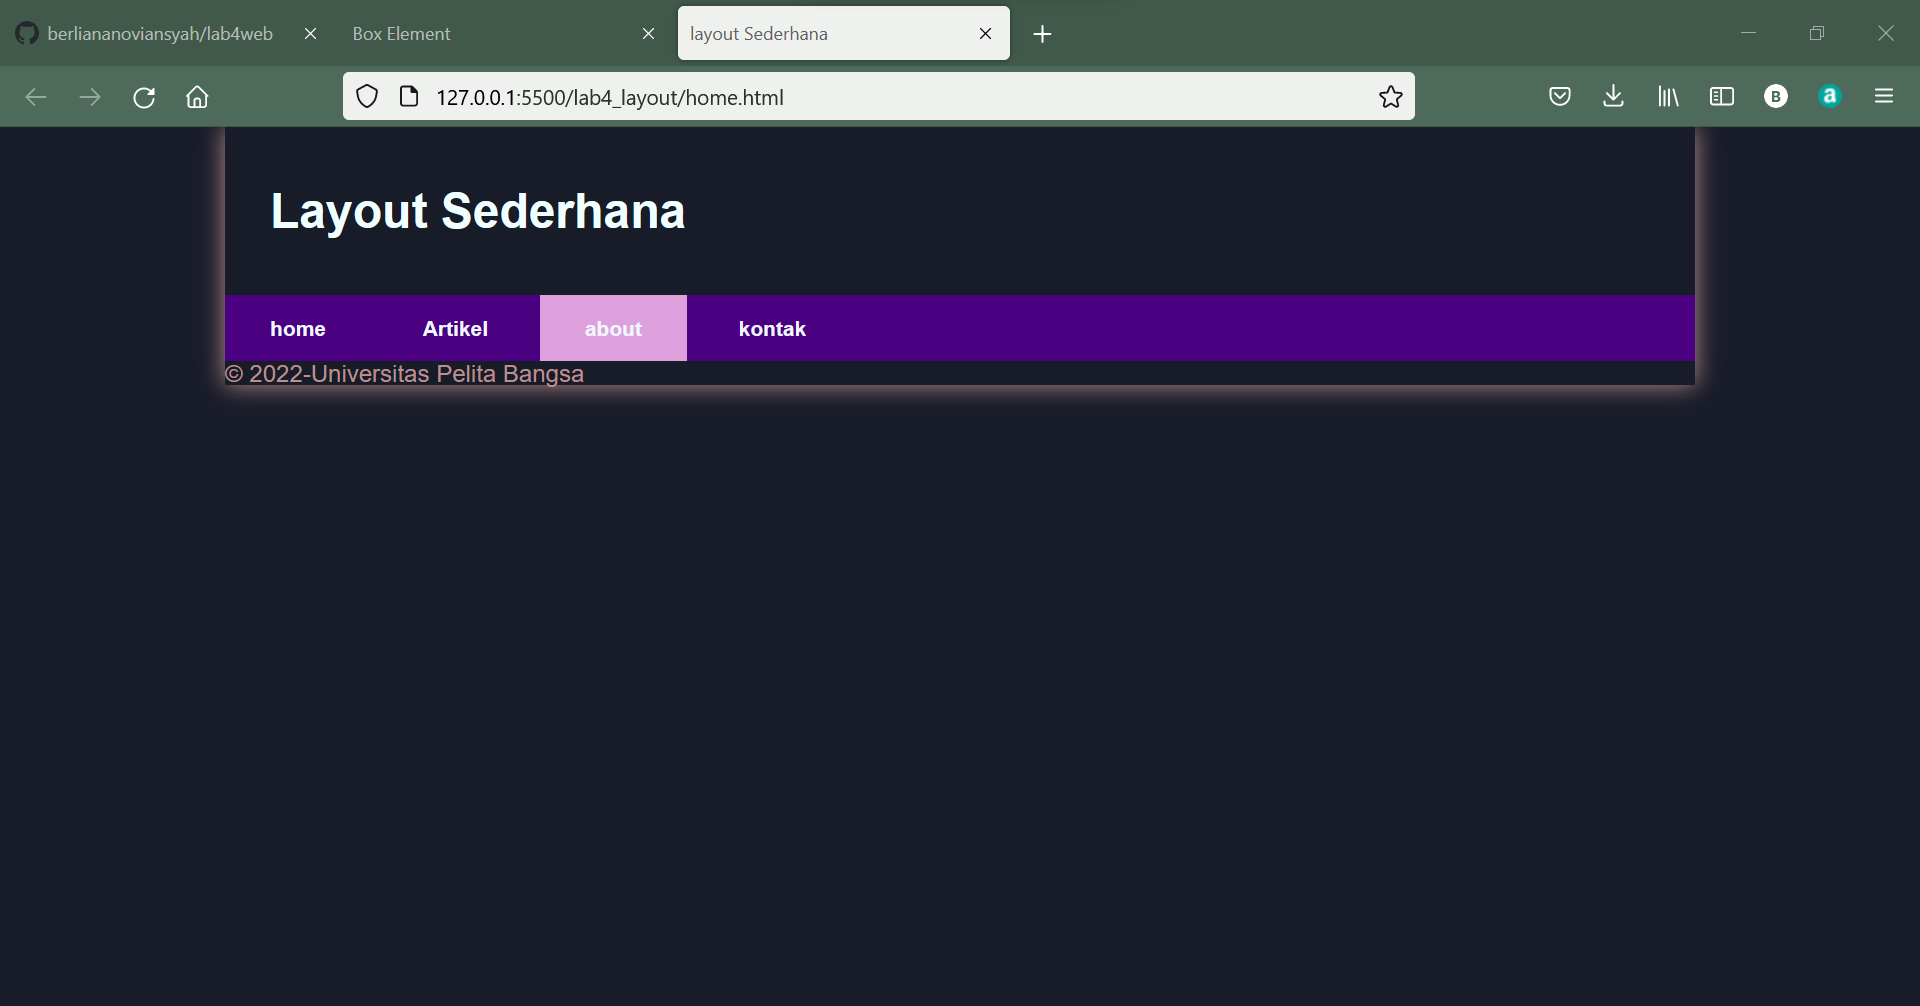 berliananoviansyah/lab4web
Box Element
layout Sederhana
127.0.0.1:5500/lab4_layout/home.html
B
a
Layout Sederhana
home
Artikel
about
kontak
© 2022-Universitas Pelita Bangsa